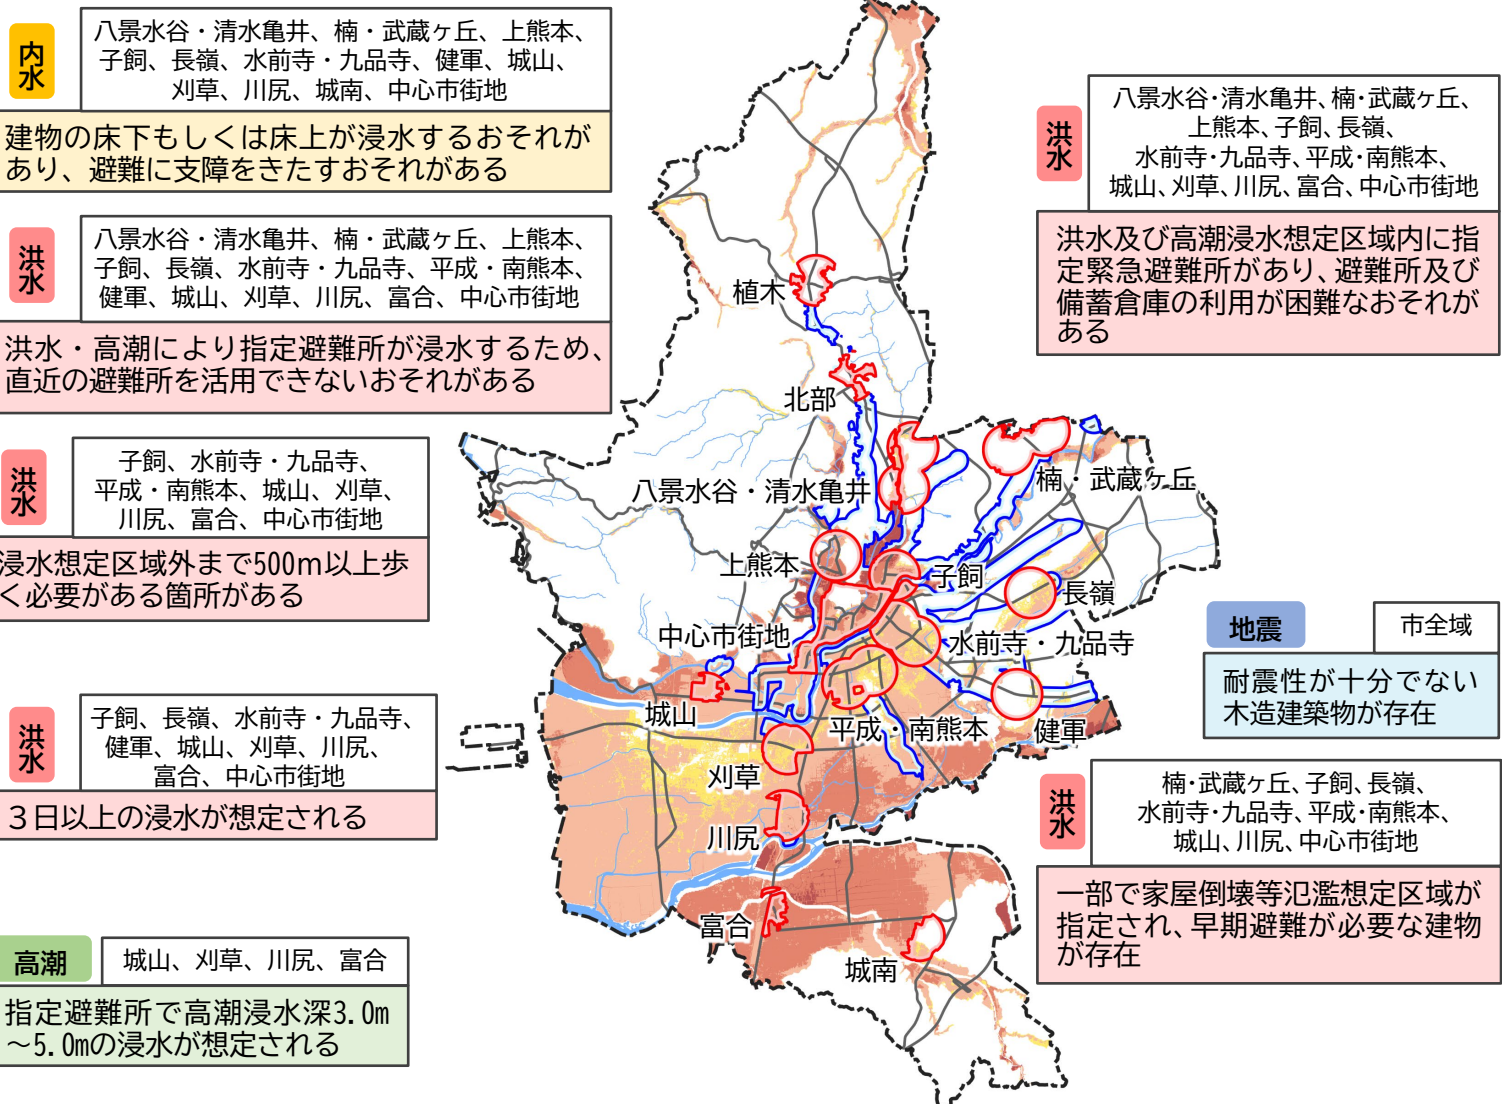 内水
八景水谷・清水亀井、楠・武蔵ヶ丘、上熊本、
子飼、長嶺、水前寺・九品寺、健軍、城山、
刈草、川尻、城南、中心市街地
建物の床下もしくは床上が浸水するおそれが
あり、避難に支障をきたすおそれがある
洪水
八景水谷・清水亀井、楠・武蔵ヶ丘、上熊本、
子飼、長嶺、水前寺・九品寺、平成・南熊本、
健軍、城山、刈草、川尻、富合、中心市街地
洪水・高潮により指定避難所が浸水するため、
直近の避難所を活用できないおそれがある
洪水
子飼、水前寺・九品寺、
平成・南熊本、城山、刈草、
川尻、富合、中心市街地
浸水想定区域外まで500m以上歩
く必要がある箇所がある
洪水
子飼、長嶺、水前寺・九品寺、
健軍、城山、刈草、川尻、
富合、中心市街地
３日以上の浸水が想定される
高潮
城山、刈草、川尻、富合
指定避難所で高潮浸水深3.0m
～5.0mの浸水が想定される
植木
北部
八景水谷・清水亀井
楠・武蔵ヶ丘
上熊本
子飼
長嶺
中心市街地
水前寺・九品寺
城山
平成・南熊本
健軍
刈草
川尻
富合
城南
洪水
八景水谷・清水亀井、楠・武蔵ヶ丘、
上熊本、子飼、長嶺、
水前寺・九品寺、平成・南熊本、
城山、刈草、川尻、富合、中心市街地
洪水及び高潮浸水想定区域内に指
定緊急避難所があり、避難所及び
備蓄倉庫の利用が困難なおそれが
ある
地震
市全域
耐震性が十分でない
木造建築物が存在
洪水
楠・武蔵ヶ丘、子飼、長嶺、
水前寺・九品寺、平成・南熊本、
城山、川尻、中心市街地
一部で家屋倒壊等氾濫想定区域が
指定され、早期避難が必要な建物
が存在